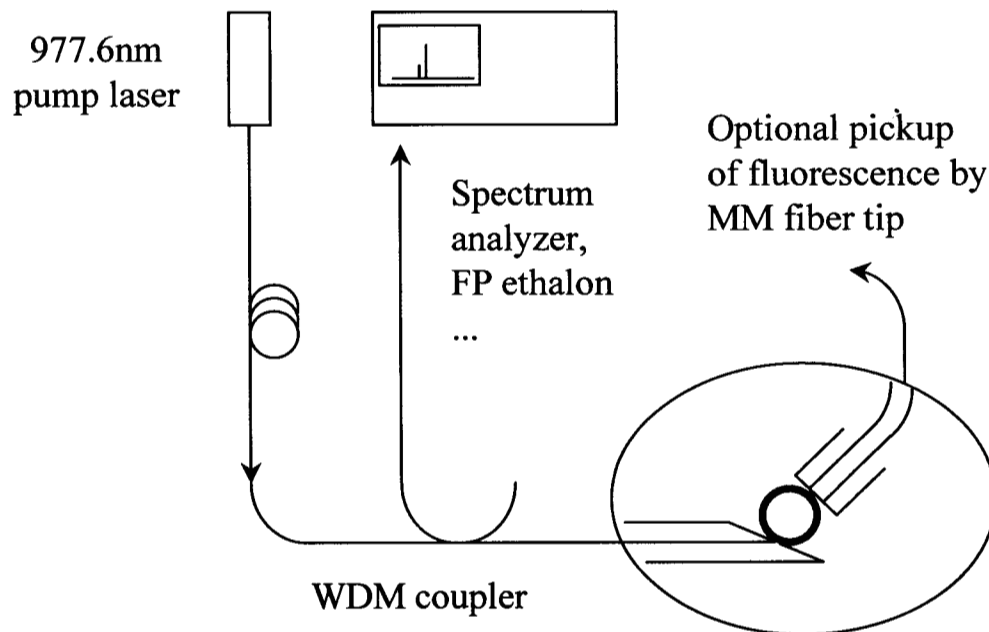 977.6nm
pump laser
Optional pickup
of fluorescence by
MM fiber tip
Spectrum
analyzer,
FP ethalon
...
WDM coupler